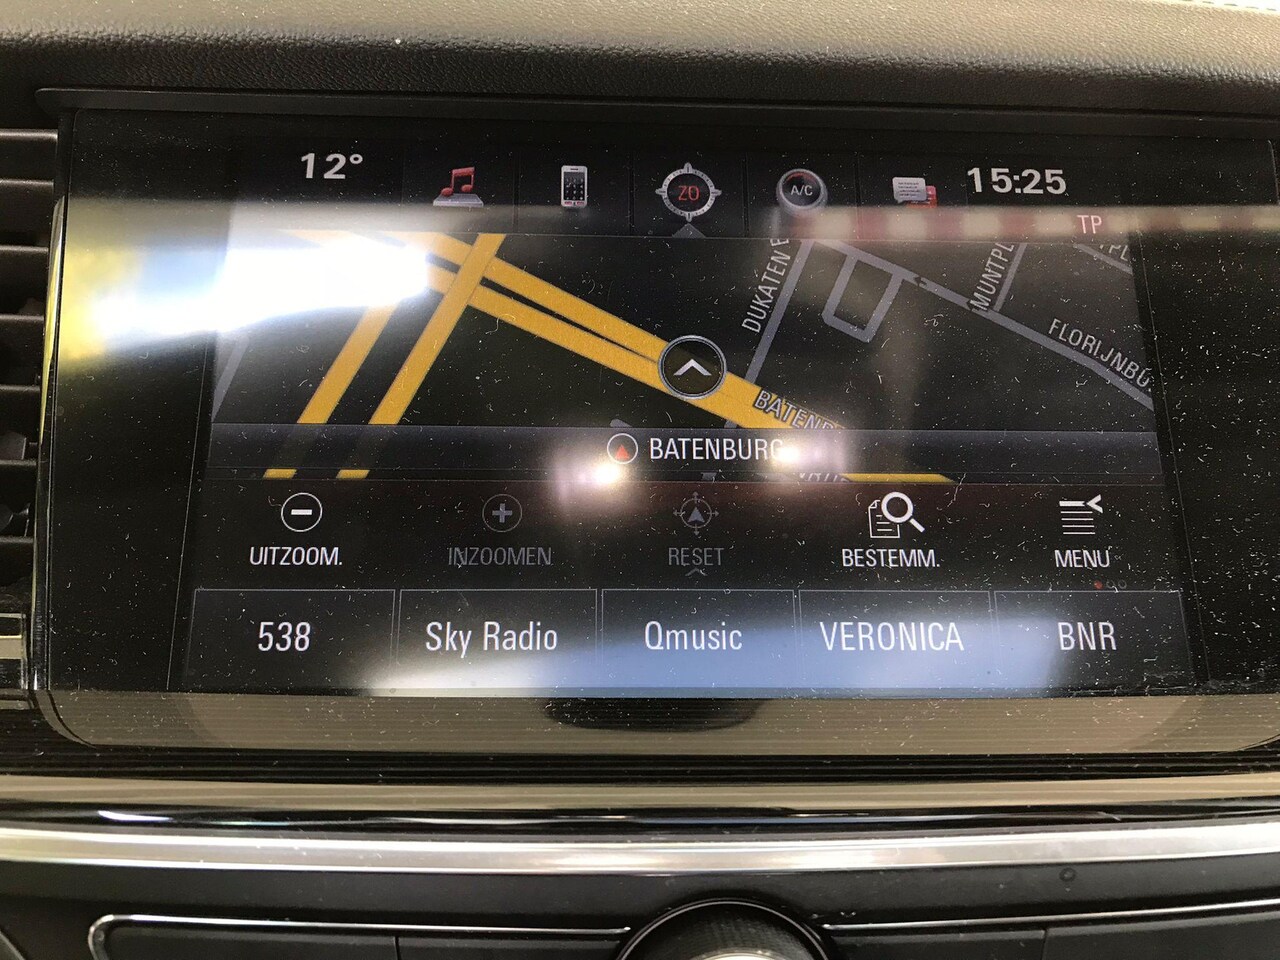 12°
ZO
A/C
15:25
TP
DUKATEN
MUNTPL
FLORIJNBU
BATENB
BATENBURG
UITZOOM.
INZOOMEN
RESET
BESTEMM.
MENU
538
Sky Radio
Qmusic
VERONICA
BNR